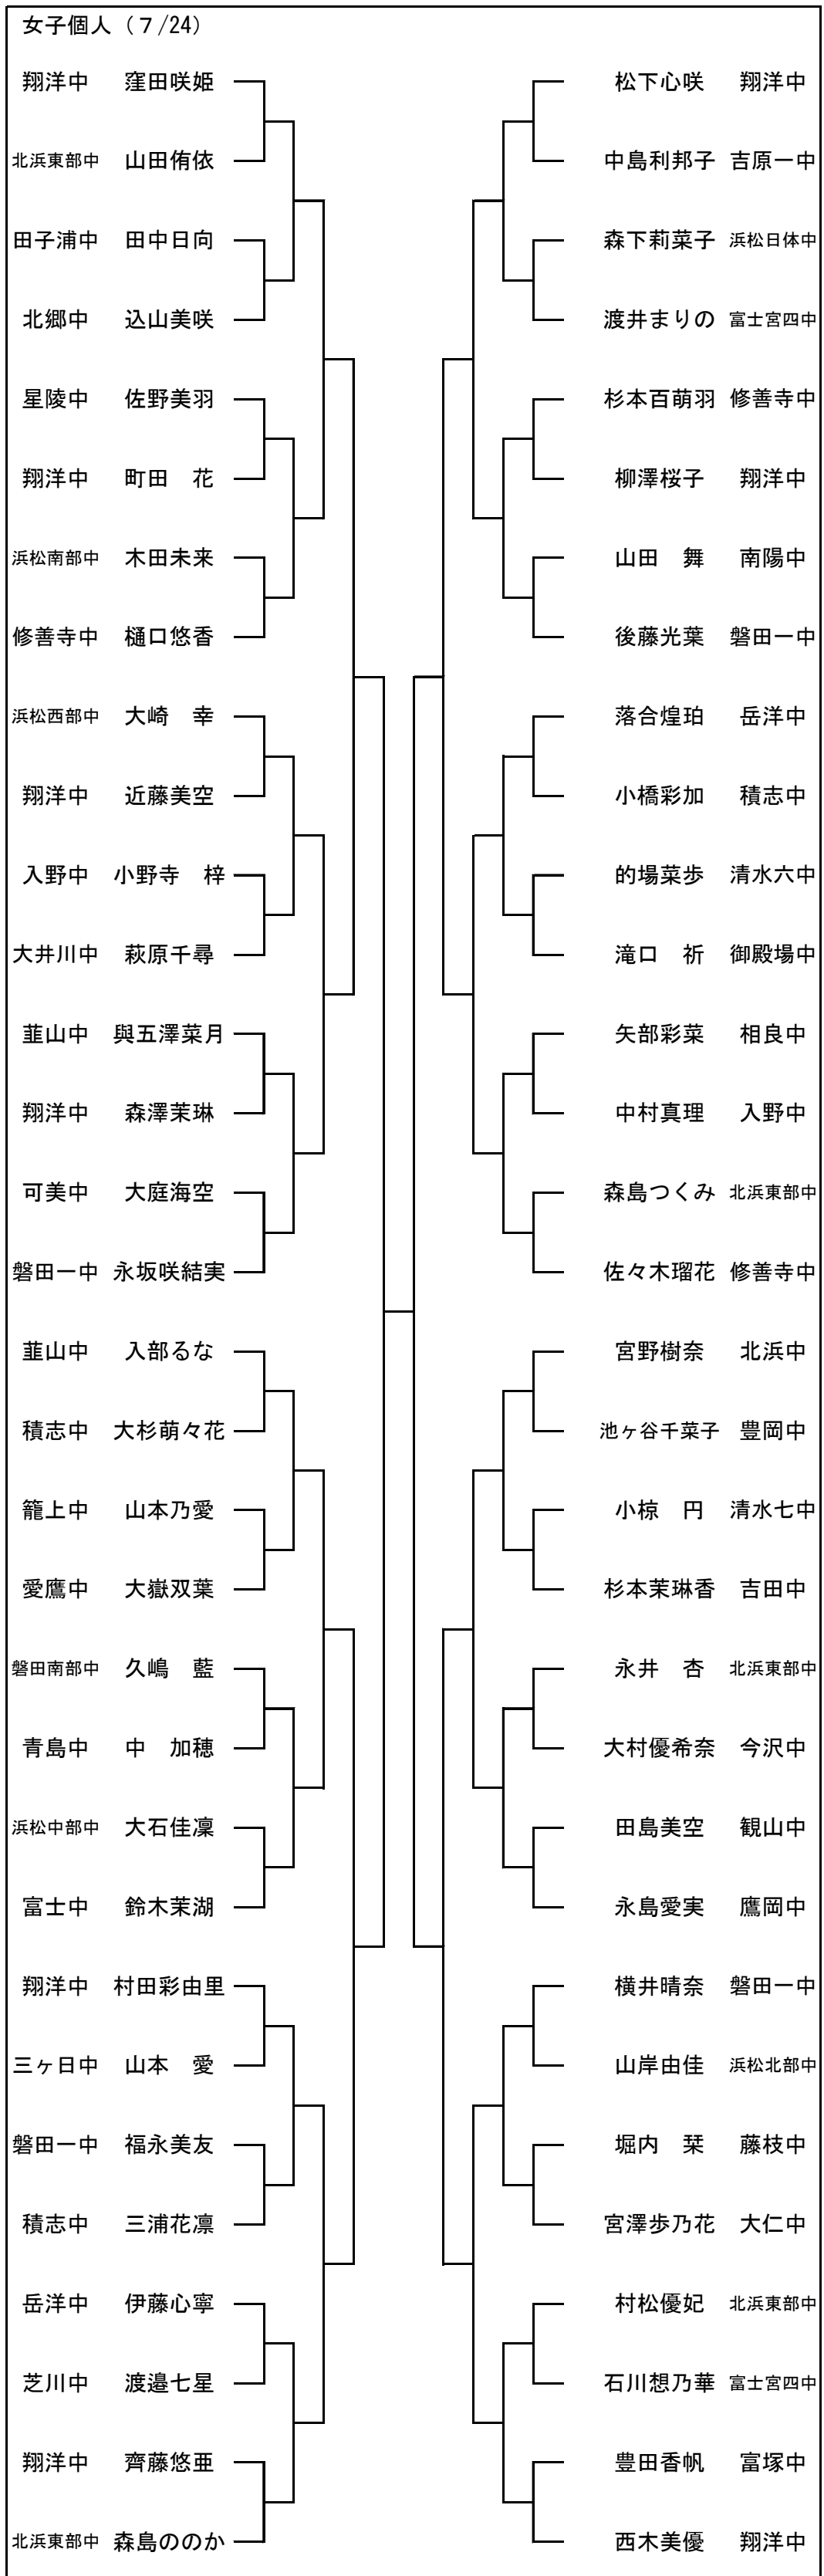 女子個人（７/24）
翔洋中 窪田咲姫 松下心咲 翔洋中
北浜東部中 山田侑依 中島利邦子 吉原一中
田子浦中 田中日向 森下莉菜子 浜松日体中
北郷中 込山美咲 渡井まりの 富士宮四中
星陵中 佐野美羽 杉本百萌羽 修善寺中
翔洋中 町田　花 柳澤桜子 翔洋中
浜松南部中 木田未来 山田　舞 南陽中
修善寺中 樋口悠香 後藤光葉 磐田一中
浜松西部中 大崎　幸 落合煌珀 岳洋中
翔洋中 近藤美空 小橋彩加 積志中
入野中 小野寺　梓 的場菜歩 清水六中
大井川中 萩原千尋 滝口　祈 御殿場中
韮山中 與五澤菜月 矢部彩菜 相良中
翔洋中 森澤茉琳 中村真理 入野中
可美中 大庭海空 森島つくみ 北浜東部中
磐田一中 永坂咲結実 佐々木瑠花 修善寺中
韮山中 入部るな 宮野樹奈 北浜中
積志中 大杉萌々花 池ヶ谷千菜子 豊岡中
籠上中 山本乃愛 小椋　円 清水七中
愛鷹中 大嶽双葉 杉本茉琳香 吉田中
磐田南部中 久嶋　藍 永井　杏 北浜東部中
青島中 中　加穂 大村優希奈 今沢中
浜松中部中 大石佳凜 田島美空 観山中
富士中 鈴木茉湖 永島愛実 鷹岡中
翔洋中 村田彩由里 横井晴奈 磐田一中
三ヶ日中 山本　愛 山岸由佳 浜松北部中
磐田一中 福永美友 堀内　栞 藤枝中
積志中 三浦花凛 宮澤歩乃花 大仁中
岳洋中 伊藤心寧 村松優妃 北浜東部中
芝川中 渡邉七星 石川想乃華 富士宮四中
翔洋中 齊藤悠亜 豊田香帆 富塚中
北浜東部中 森島ののか 西木美優 翔洋中